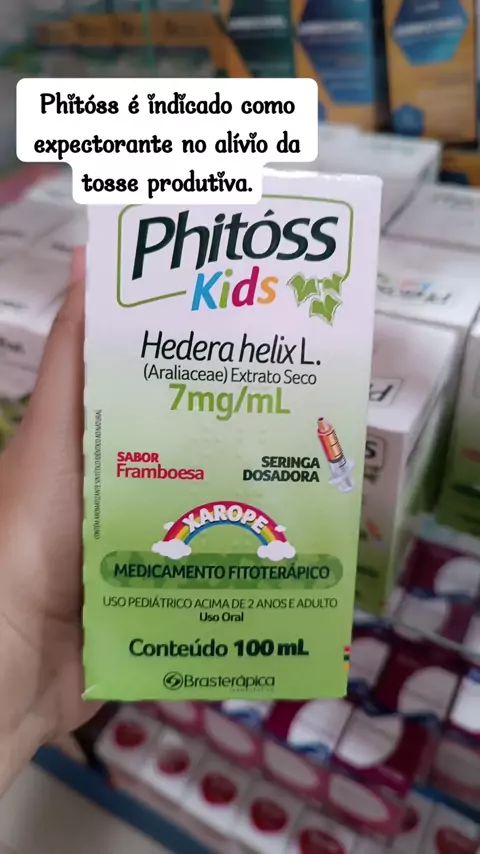 Phitóss é indicado como
expectorante no alívio da
tosse produtiva.
Phitóss
Kids
Hedera helix L.
(Araliaceae) Extrato Seco
7mg/mL
SABOR
Framboesa
SERINGA
DOSADORA
XAROPE
MEDICAMENTO FITOTERÁPICO
USO PEDIÁTRICO ACIMA DE 2 ANOS E ADULTO
Uso Oral
Conteúdo 100 mL
Brasterápica